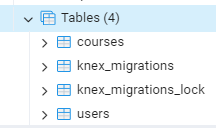 Tables (4)
courses
knex_migrations
knex_migrations_lock
users